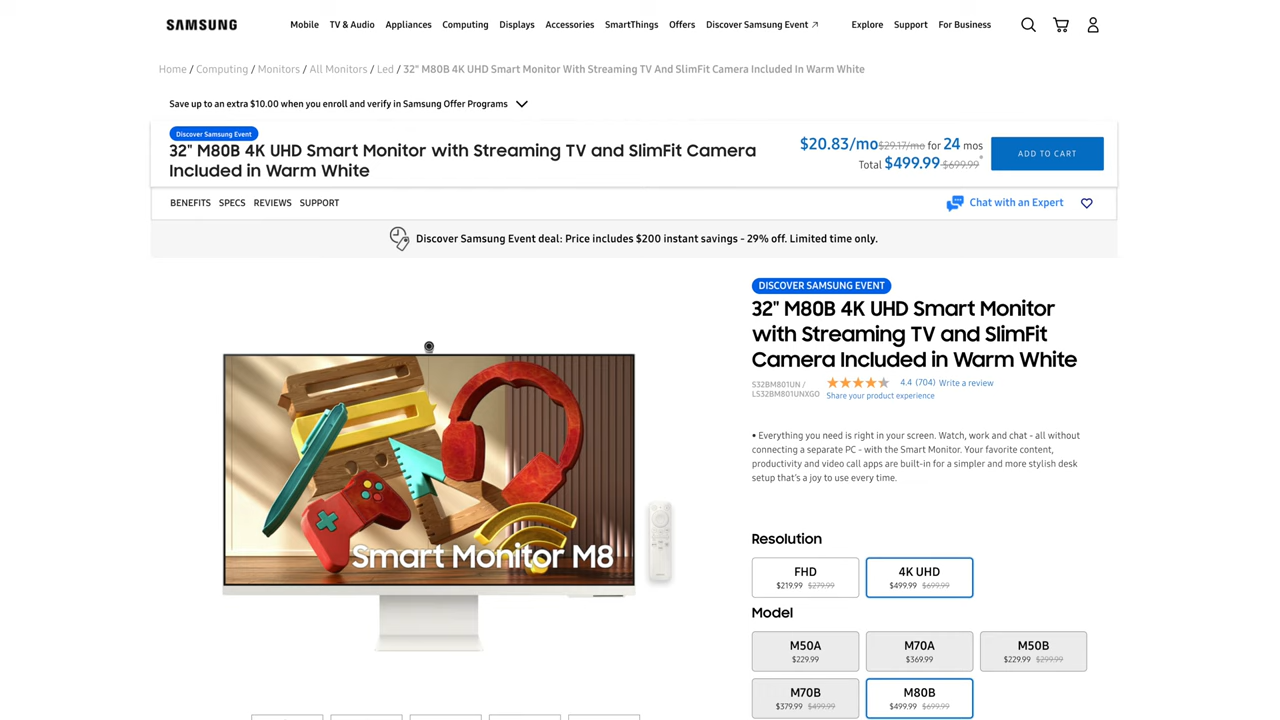 SAMSUNG
Mobile TV & Audio Appliances Computing Displays Accessories SmartThings Offers Discover Samsung Event ↗ Explore Support For Business
Home / Computing / Monitors / All Monitors / Led / 32" M80B 4K UHD Smart Monitor With Streaming TV And SlimFit Camera Included In Warm White
Save up to an extra $10.00 when you enroll and verify in Samsung Offer Programs
Discover Samsung Event
32" M80B 4K UHD Smart Monitor with Streaming TV and SlimFit Camera
Included in Warm White
$20.83/mo $29.17/mo for 24 mos
Total $499.99 $699.99*
ADD TO CART
BENEFITS SPECS REVIEWS SUPPORT
Chat with an Expert
Discover Samsung Event deal: Price includes $200 instant savings - 29% off. Limited time only.
Smart Monitor M8
DISCOVER SAMSUNG EVENT
32" M80B 4K UHD Smart Monitor
with Streaming TV and SlimFit
Camera Included in Warm White
S32BM801UN /
LS32BM801UNXGO
4.4 (704) Write a review
Share your product experience
• Everything you need is right in your screen. Watch, work and chat - all without
connecting a separate PC - with the Smart Monitor. Your favorite content,
productivity and video call apps are built-in for a simpler and more stylish desk
setup that's a joy to use every time.
Resolution
FHD
$219.99 $279.99
4K UHD
$499.99 $699.99
Model
M50A
$229.99
M70A
$369.99
M50B
$229.99 $299.99
M70B
$379.99 $499.99
M80B
$499.99 $699.99